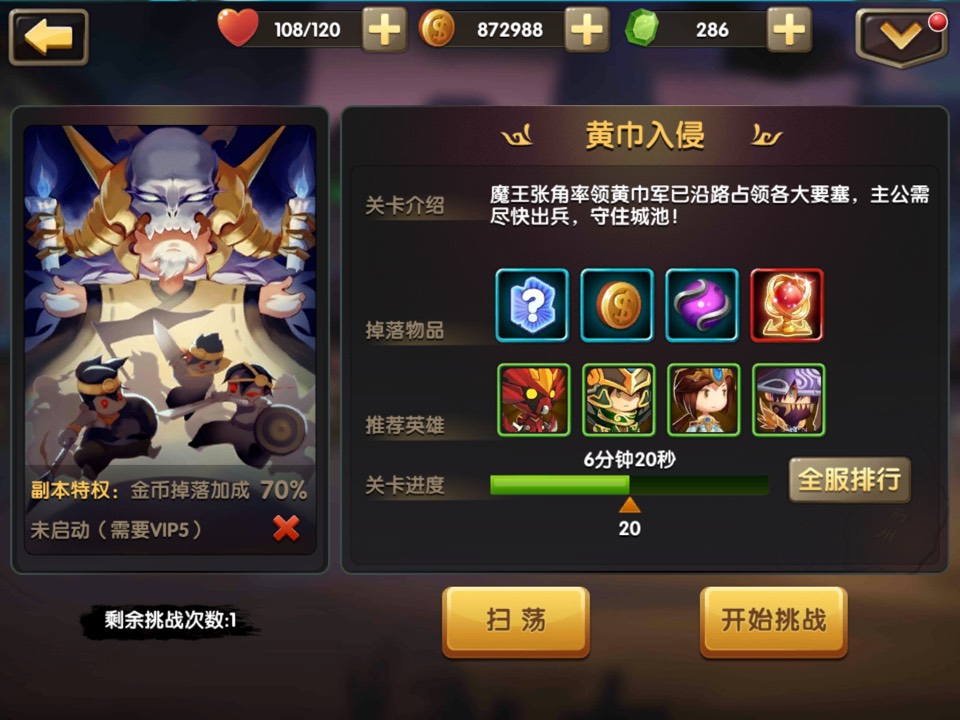 108/120
872988
286
黄巾入侵
关卡介绍
魔王张角率领黄巾军已沿路占领各大要塞，主公需
尽快出兵，守住城池！
掉落物品
?
推荐英雄
6分钟20秒
关卡进度
全服排行
20
副本特权：金币掉落加成 70%
未启动（需要VIP5）
剩余挑战次数:1
扫荡
开始挑战